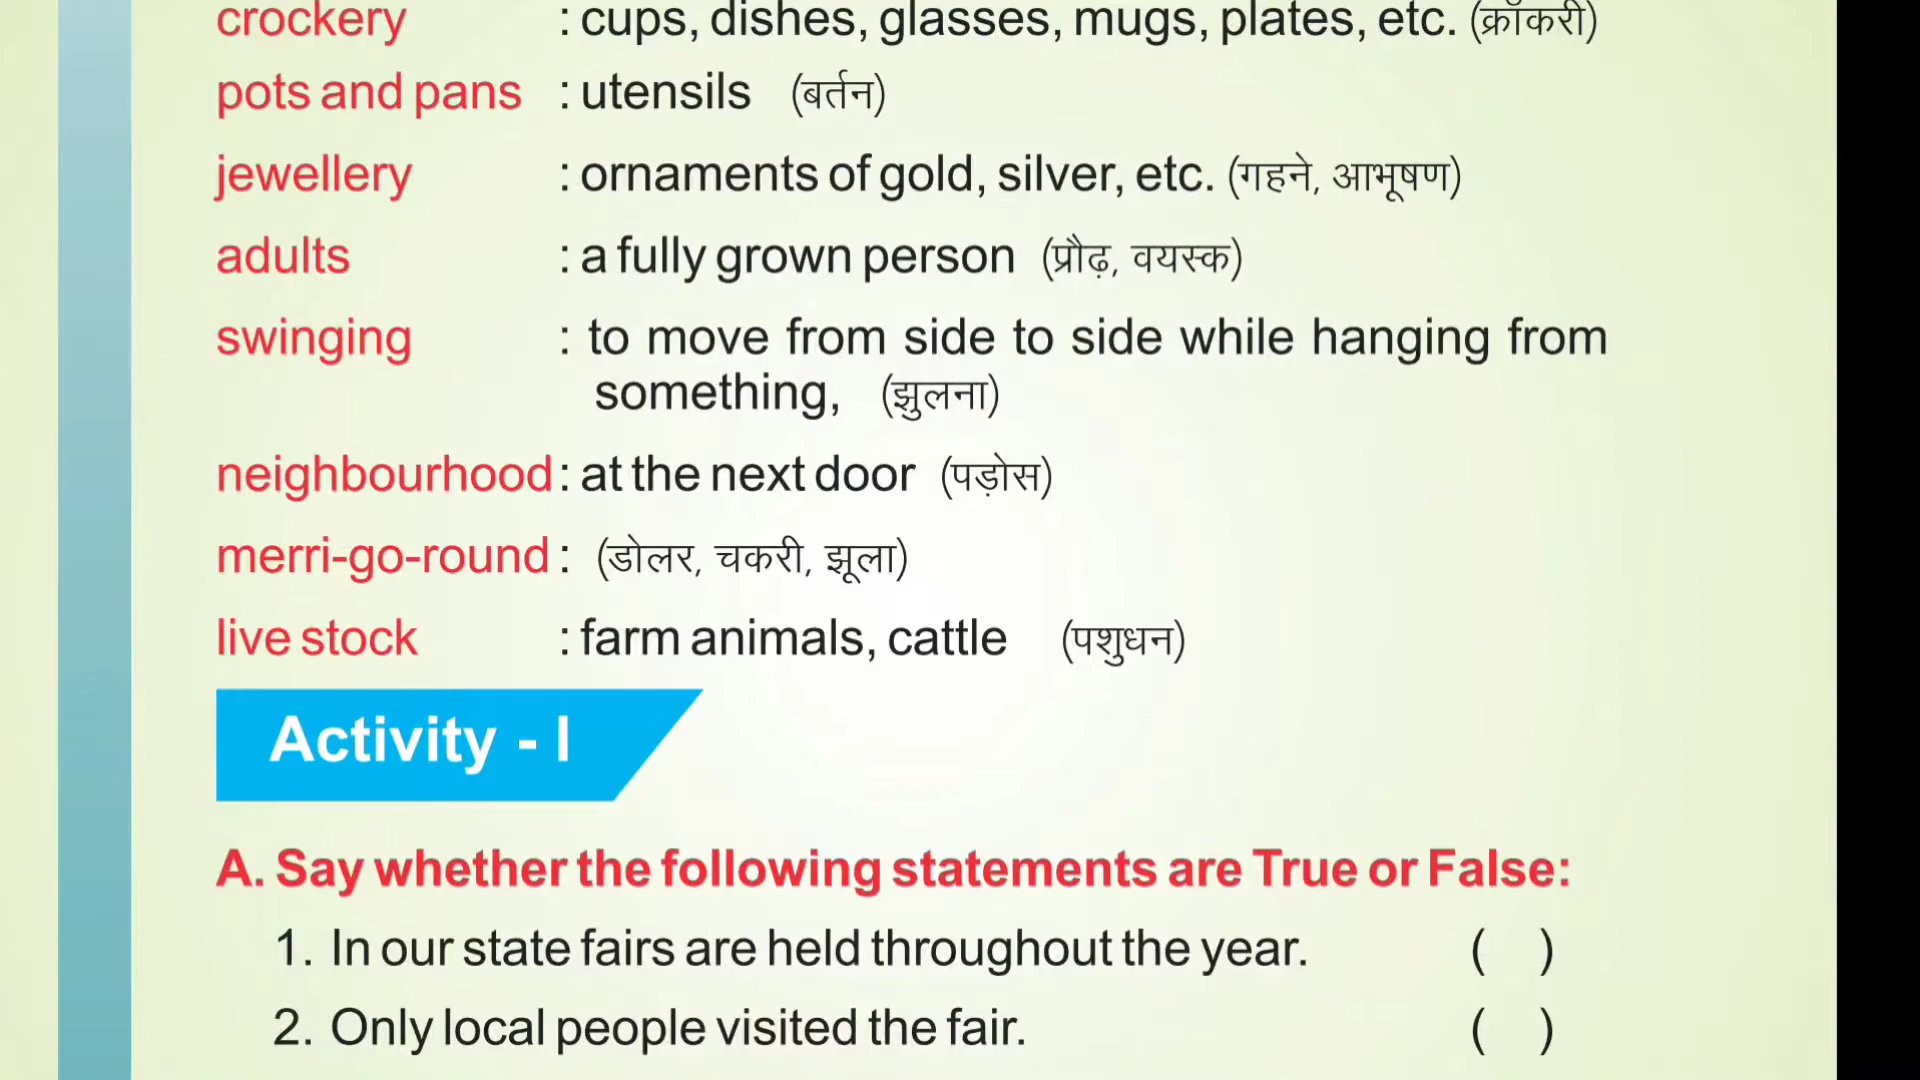 crockery : cups, dishes, glasses, mugs, plates, etc. (क्रॉकरी)
pots and pans : utensils (बर्तन)
jewellery : ornaments of gold, silver, etc. (गहने, आभूषण)
adults : a fully grown person (प्रौढ़, वयस्क)
swinging : to move from side to side while hanging from
something, (झुलना)
neighbourhood : at the next door (पड़ोस)
merri-go-round : (डोलर, चकरी, झूला)
live stock : farm animals, cattle (पशुधन)
Activity - I
A. Say whether the following statements are True or False:
1. In our state fairs are held throughout the year. ( )
2. Only local people visited the fair. ( )